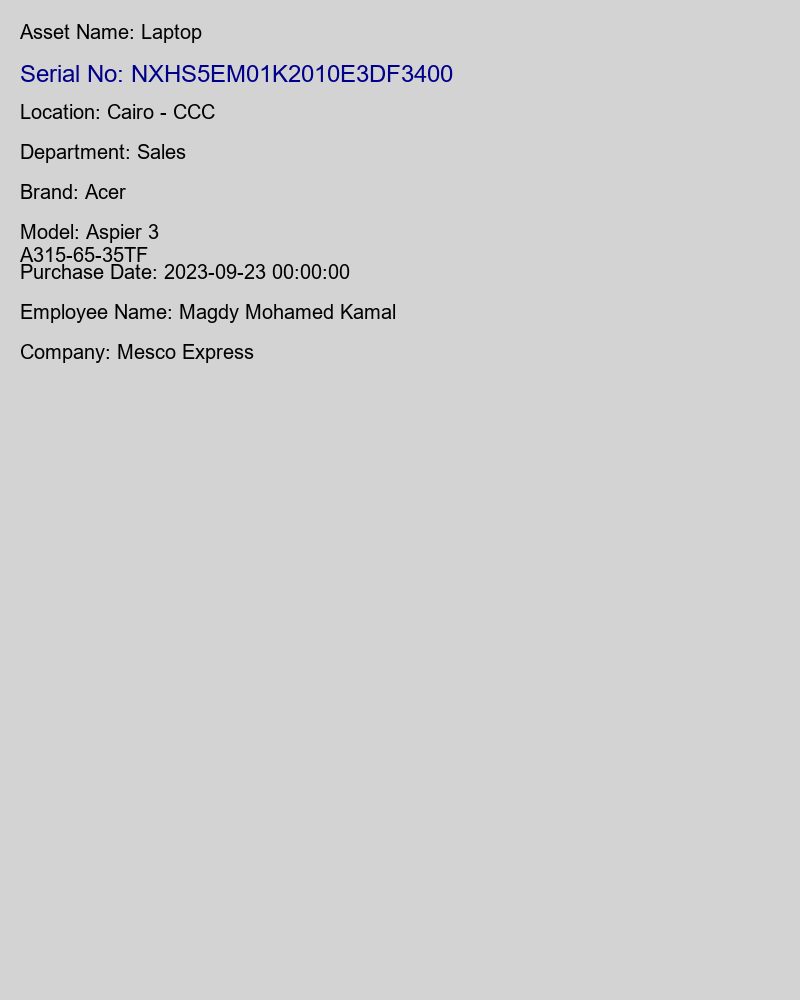 Asset Name: Laptop
Serial No: NXHS5EM01K2010E3DF3400
Location: Cairo - CCC
Department: Sales
Brand: Acer
Model: Aspier 3
A315-65-35TF
Purchase Date: 2023-09-23 00:00:00
Employee Name: Magdy Mohamed Kamal
Company: Mesco Express